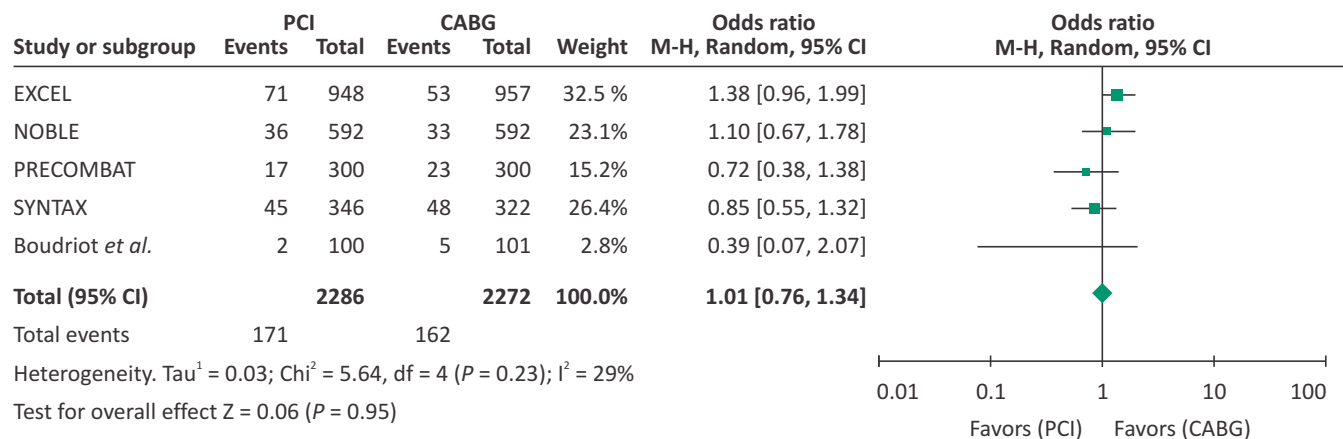 PCI CABG Odds ratio Odds ratio
Study or subgroup Events Total Events Total Weight M-H, Random, 95% CI M-H, Random, 95% CI
EXCEL 71 948 53 957 32.5 % 1.38 [0.96, 1.99]
NOBLE 36 592 33 592 23.1% 1.10 [0.67, 1.78]
PRECOMBAT 17 300 23 300 15.2% 0.72 [0.38, 1.38]
SYNTAX 45 346 48 322 26.4% 0.85 [0.55, 1.32]
Boudriot et al. 2 100 5 101 2.8% 0.39 [0.07, 2.07]
Total (95% CI) 2286 2272 100.0% 1.01 [0.76, 1.34]
Total events 171 162
Heterogeneity. Tau¹ = 0.03; Chi² = 5.64, df = 4 (P = 0.23); I² = 29%
Test for overall effect Z = 0.06 (P = 0.95)
0.01 0.1 1 10 100
Favors (PCI) Favors (CABG)